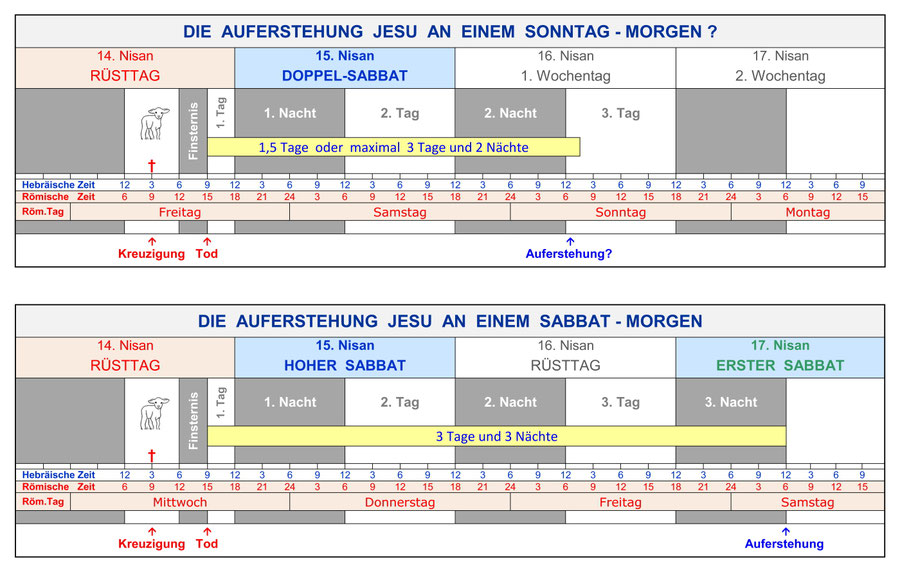 DIE AUFERSTEHUNG JESU AN EINEM SONNTAG - MORGEN ?
14. Nisan 15. Nisan 16. Nisan 17. Nisan
RÜSTTAG DOPPEL-SABBAT 1. Wochentag 2. Wochentag
Finsternis 1. Tag 1. Nacht 2. Tag 2. Nacht 3. Tag
1,5 Tage oder maximal 3 Tage und 2 Nächte
Hebräische Zeit 12 3 6 9 12 3 6 9 12 3 6 9 12 3 6 9 12 3 6 9 12 3 6 9 12 3 6 9
Römische Zeit 6 9 12 15 18 21 24 3 6 9 12 15 18 21 24 3 6 9 12 15 18 21 24 3 6 9 12 15
Röm.Tag Freitag Samstag Sonntag Montag
Kreuzigung Tod Auferstehung?
DIE AUFERSTEHUNG JESU AN EINEM SABBAT - MORGEN
14. Nisan 15. Nisan 16. Nisan 17. Nisan
RÜSTTAG HOHER SABBAT RÜSTTAG ERSTER SABBAT
Finsternis 1. Tag 1. Nacht 2. Tag 2. Nacht 3. Tag 3. Nacht
3 Tage und 3 Nächte
Hebräische Zeit 12 3 6 9 12 3 6 9 12 3 6 9 12 3 6 9 12 3 6 9 12 3 6 9 12 3 6 9
Römische Zeit 6 9 12 15 18 21 24 3 6 9 12 15 18 21 24 3 6 9 12 15 18 21 24 3 6 9 12 15
Röm.Tag Mittwoch Donnerstag Freitag Samstag
Kreuzigung Tod Auferstehung